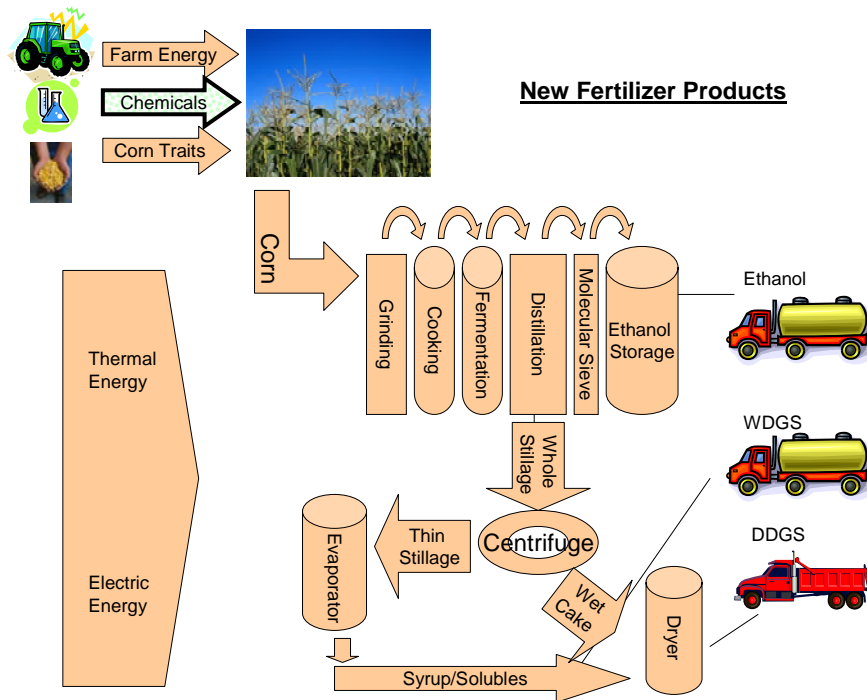 Farm Energy
Chemicals
Corn Traits
New Fertilizer Products
Corn
Grinding
Cooking
Fermentation
Distillation
Molecular Sieve
Ethanol
Storage
Ethanol
Thermal
Energy
Electric
Energy
Whole
Stillage
WDGS
Centrifuge
Thin
Stillage
Evaporator
Wet
Cake
DDGS
Dryer
Syrup/Solubles